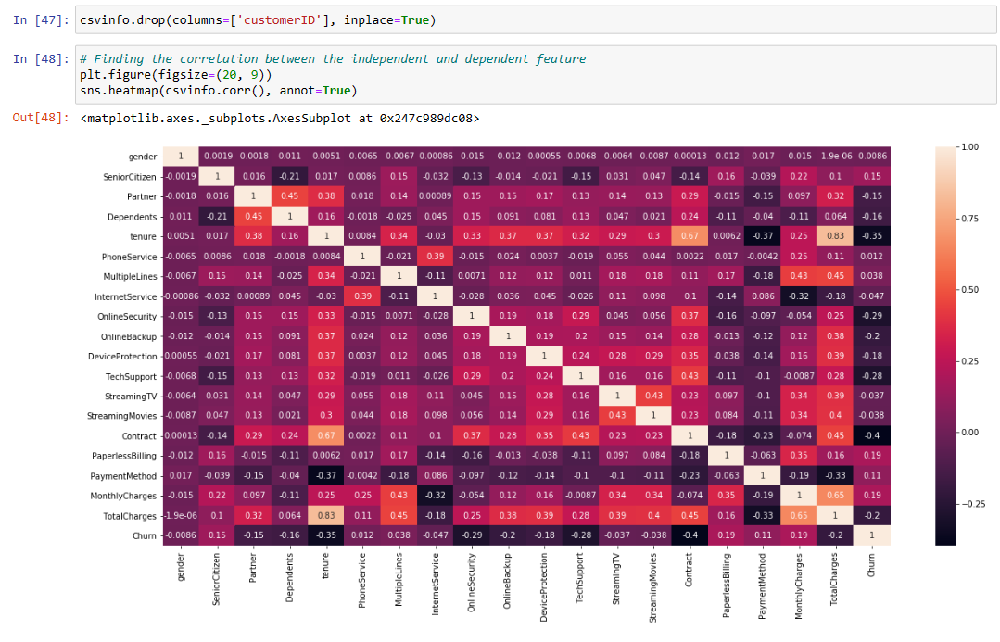 In [47]: csvinfo.drop(columns=['customerID'], inplace=True)
In [48]: # Finding the correlation between the independent and dependent feature
plt.figure(figsize=(20, 9))
sns.heatmap(csvinfo.corr(), annot=True)
Out[48]: <matplotlib.axes._subplots.AxesSubplot at 0x247c989dc08>
gender 1 -0.0019 -0.0018 0.011 0.0051 -0.0065 -0.0067 -0.00086 -0.015 -0.012 0.00055 -0.0068 -0.0064 -0.0087 0.00013 -0.012 0.017 -0.015 -1.9e-06 -0.0086
SeniorCitizen -0.0019 1 0.016 -0.21 0.017 0.0086 0.15 -0.032 -0.13 -0.014 -0.021 -0.15 0.031 0.047 -0.14 0.16 -0.039 0.22 0.1 0.15
Partner -0.0018 0.016 1 0.45 0.38 0.018 0.14 0.00089 0.15 0.15 0.17 0.13 0.14 0.13 0.29 -0.015 -0.15 0.097 0.32 -0.15
Dependents 0.011 -0.21 0.45 1 0.16 -0.0018 -0.025 0.045 0.15 0.091 0.081 0.13 0.047 0.021 0.24 -0.11 -0.04 -0.11 0.064 -0.16
tenure 0.0051 0.017 0.38 0.16 1 0.0084 0.34 -0.03 0.33 0.37 0.37 0.32 0.29 0.3 0.67 0.0062 -0.37 0.25 0.83 -0.35
PhoneService -0.0065 0.0086 0.018 -0.0018 0.0084 1 -0.021 0.39 -0.015 0.024 0.0037 -0.019 0.055 0.044 0.0022 0.017 -0.0042 0.25 0.11 0.012
MultipleLines -0.0067 0.15 0.14 -0.025 0.34 -0.021 1 -0.11 0.0071 0.12 0.12 0.011 0.18 0.18 0.11 0.17 -0.18 0.43 0.45 0.038
InternetService -0.00086 -0.032 0.00089 0.045 -0.03 0.39 -0.11 1 -0.028 0.036 0.045 -0.026 0.11 0.098 0.1 -0.14 0.086 -0.32 -0.18 -0.047
OnlineSecurity -0.015 -0.13 0.15 0.15 0.33 -0.015 0.0071 -0.028 1 0.19 0.18 0.29 0.045 0.056 0.37 -0.16 -0.097 -0.054 0.25 -0.29
OnlineBackup -0.012 -0.014 0.15 0.091 0.37 0.024 0.12 0.036 0.19 1 0.19 0.2 0.15 0.14 0.28 -0.013 -0.12 0.12 0.38 -0.2
DeviceProtection 0.00055 -0.021 0.17 0.081 0.37 0.0037 0.12 0.045 0.18 0.19 1 0.24 0.28 0.29 0.35 -0.038 -0.14 0.16 0.39 -0.18
TechSupport -0.0068 -0.15 0.13 0.13 0.32 -0.019 0.011 -0.026 0.29 0.2 0.24 1 0.16 0.16 0.43 -0.11 -0.1 -0.0087 0.28 -0.28
StreamingTV -0.0064 0.031 0.14 0.047 0.29 0.055 0.18 0.11 0.045 0.15 0.28 0.16 1 0.43 0.23 0.097 -0.1 0.34 0.39 -0.037
StreamingMovies -0.0087 0.047 0.13 0.021 0.3 0.044 0.18 0.098 0.056 0.14 0.29 0.16 0.43 1 0.23 0.084 -0.11 0.34 0.4 -0.038
Contract 0.00013 -0.14 0.29 0.24 0.67 0.0022 0.11 0.1 0.37 0.28 0.35 0.43 0.23 0.23 1 -0.18 -0.23 -0.074 0.45 -0.4
PaperlessBilling -0.012 0.16 -0.015 -0.11 0.0062 0.017 0.17 -0.14 -0.16 -0.013 -0.038 -0.11 0.097 0.084 -0.18 1 -0.063 0.35 0.16 0.19
PaymentMethod 0.017 -0.039 -0.15 -0.04 -0.37 -0.0042 -0.18 0.086 -0.097 -0.12 -0.14 -0.1 -0.1 -0.11 -0.23 -0.063 1 -0.19 -0.33 0.11
MonthlyCharges -0.015 0.22 0.097 -0.11 0.25 0.25 0.43 -0.32 -0.054 0.12 0.16 -0.0087 0.34 0.34 -0.074 0.35 -0.19 1 0.65 0.19
TotalCharges -1.9e-06 0.1 0.32 0.064 0.83 0.11 0.45 -0.18 0.25 0.38 0.39 0.28 0.39 0.4 0.45 0.16 -0.33 0.65 1 -0.2
Churn -0.0086 0.15 -0.15 -0.16 -0.35 0.012 0.038 -0.047 -0.29 -0.2 -0.18 -0.28 -0.037 -0.038 -0.4 0.19 0.11 0.19 -0.2 1
gender
SeniorCitizen
Partner
Dependents
tenure
PhoneService
MultipleLines
InternetService
OnlineSecurity
OnlineBackup
DeviceProtection
TechSupport
StreamingTV
StreamingMovies
Contract
PaperlessBilling
PaymentMethod
MonthlyCharges
TotalCharges
Churn
1.00
0.75
0.50
0.25
0.00
−0.25